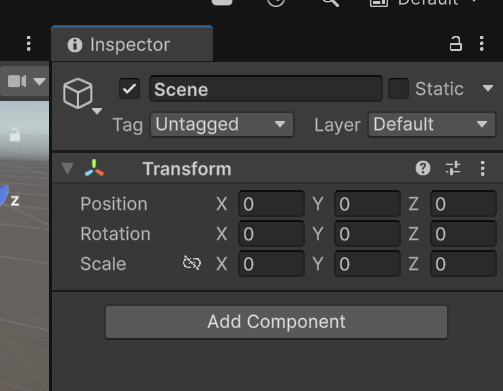 Default
Inspector
Scene
Static
Tag Untagged Layer Default
Z
Transform
Position X 0 Y 0 Z 0
Rotation X 0 Y 0 Z 0
Scale X 0 Y 0 Z 0
Add Component